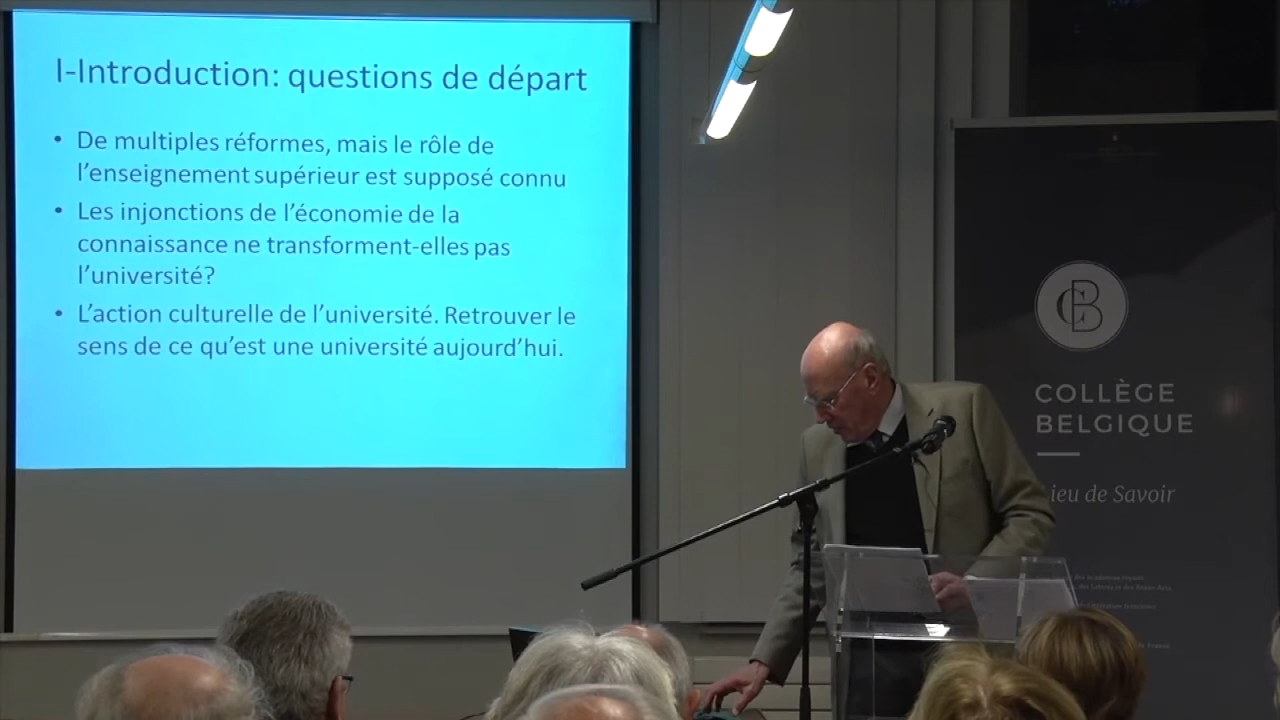 I-Introduction: questions de départ
• De multiples réformes, mais le rôle de
l'enseignement supérieur est supposé connu
• Les injonctions de l'économie de la
connaissance ne transforment-elles pas
l'université?
• L'action culturelle de l'université. Retrouver le
sens de ce qu'est une université aujourd'hui.
CB
COLLÈGE
BELGIQUE
ieu de Savoir